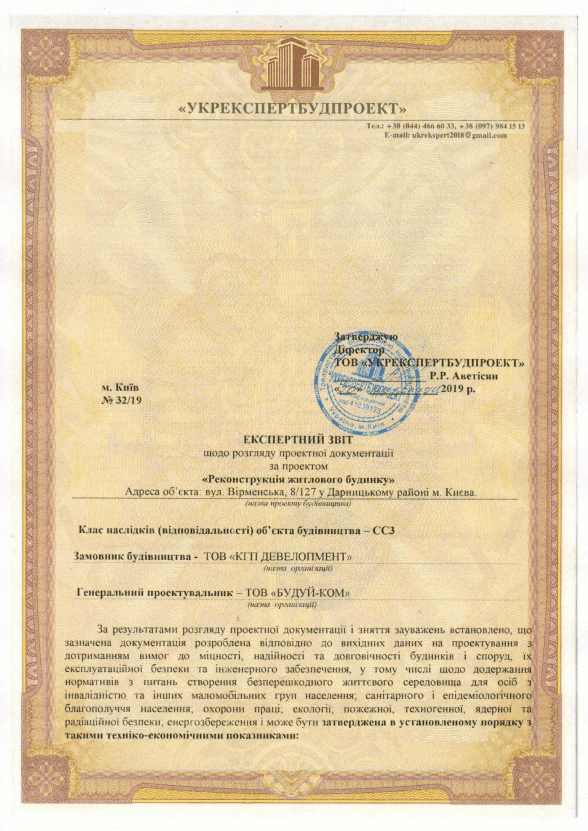 «УКРЕКСПЕРТБУДПРОЕКТ»
Тел.: +38 (044) 466 60 33, +38 (097) 984 15 13
E-mail: ukrekspert2018@gmail.com
Затверджую
Директор
ТОВ «УКРЕКСПЕРТБУДПРОЕКТ»
Р.Р. Аветісян
2019 р.
м. Київ
№ 32/19
ЕКСПЕРТНИЙ ЗВІТ
щодо розгляду проектної документації
за проектом
«Реконструкція житлового будинку»
Адреса об’єкта: вул. Вірменська, 8/127 у Дарницькому районі м. Києва.
(назва проекту будівництва)
Клас наслідків (відповідальності) об’єкта будівництва – СС3
Замовник будівництва - ТОВ «КГП ДЕВЕЛОПМЕНТ»
(назва організації)
Генеральний проектувальник – ТОВ «БУДУЙ-КОМ»
(назва організації)
За результатами розгляду проектної документації і зняття зауважень встановлено, що
зазначена документація розроблена відповідно до вихідних даних на проектування з
дотриманням вимог до міцності, надійності та довговічності будинків і споруд, їх
експлуатаційної безпеки та інженерного забезпечення, у тому числі щодо додержання
нормативів з питань створення безперешкодного життєвого середовища для осіб з
інвалідністю та інших маломобільних груп населення; санітарного і епідеміологічного
благополуччя населення, охорони праці; екології; пожежної, техногенної, ядерної та
радіаційної безпеки; енергозбереження і може бути затверджена в установленому порядку з
такими техніко-економічними показниками: